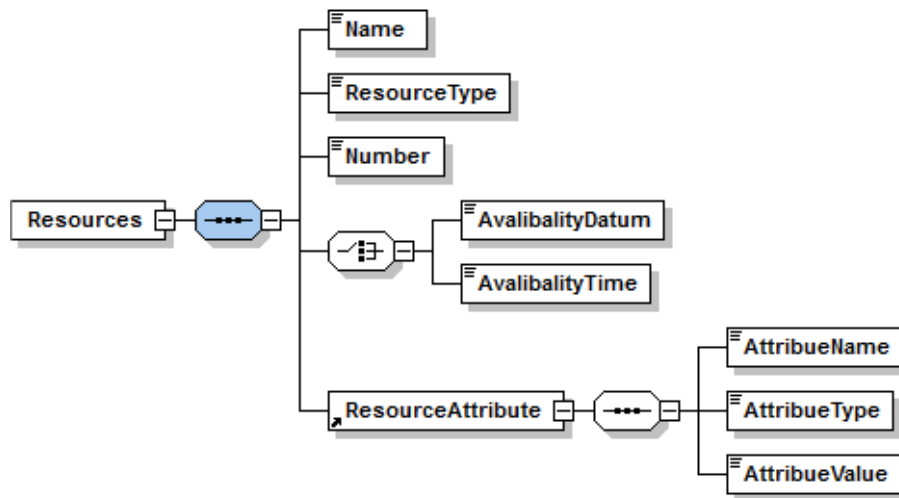 Name
ResourceType
Number
Resources
AvalibalityDatum
AvalibalityTime
AttribueName
ResourceAttribute
AttribueType
AttribueValue